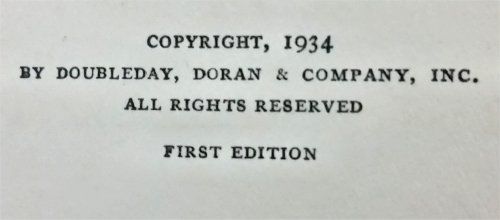 COPYRIGHT, 1934
BY DOUBLEDAY, DORAN & COMPANY, INC.
ALL RIGHTS RESERVED
FIRST EDITION